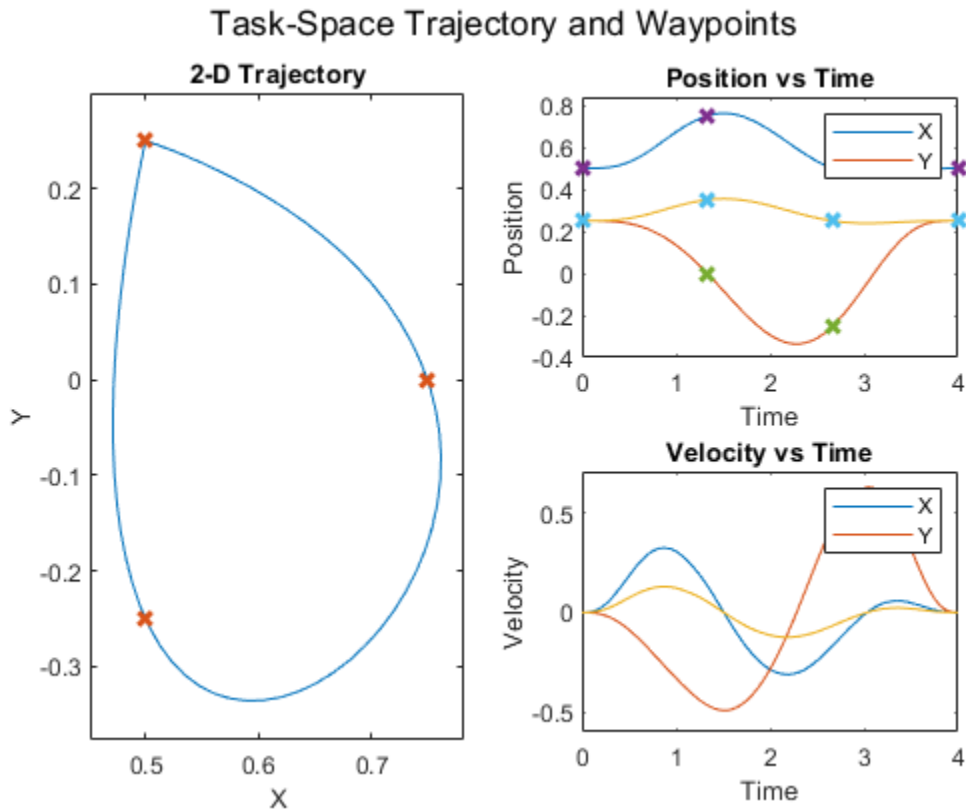 Task-Space Trajectory and Waypoints
2-D Trajectory
0.2
0.1
0
-0.1
-0.2
-0.3
Y
0.5 0.6 0.7
X
Position vs Time
0.8
0.6
0.4
0.2
0
-0.2
-0.4
Position
X
Y
0 1 2 3 4
Time
Velocity vs Time
0.5
0
-0.5
Velocity
X
Y
0 1 2 3 4
Time